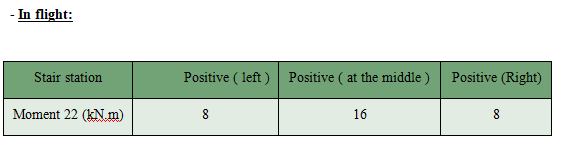 - In flight:
Stair station Positive ( left ) Positive ( at the middle ) Positive (Right)
Moment 22 (kN.m) 8 16 8